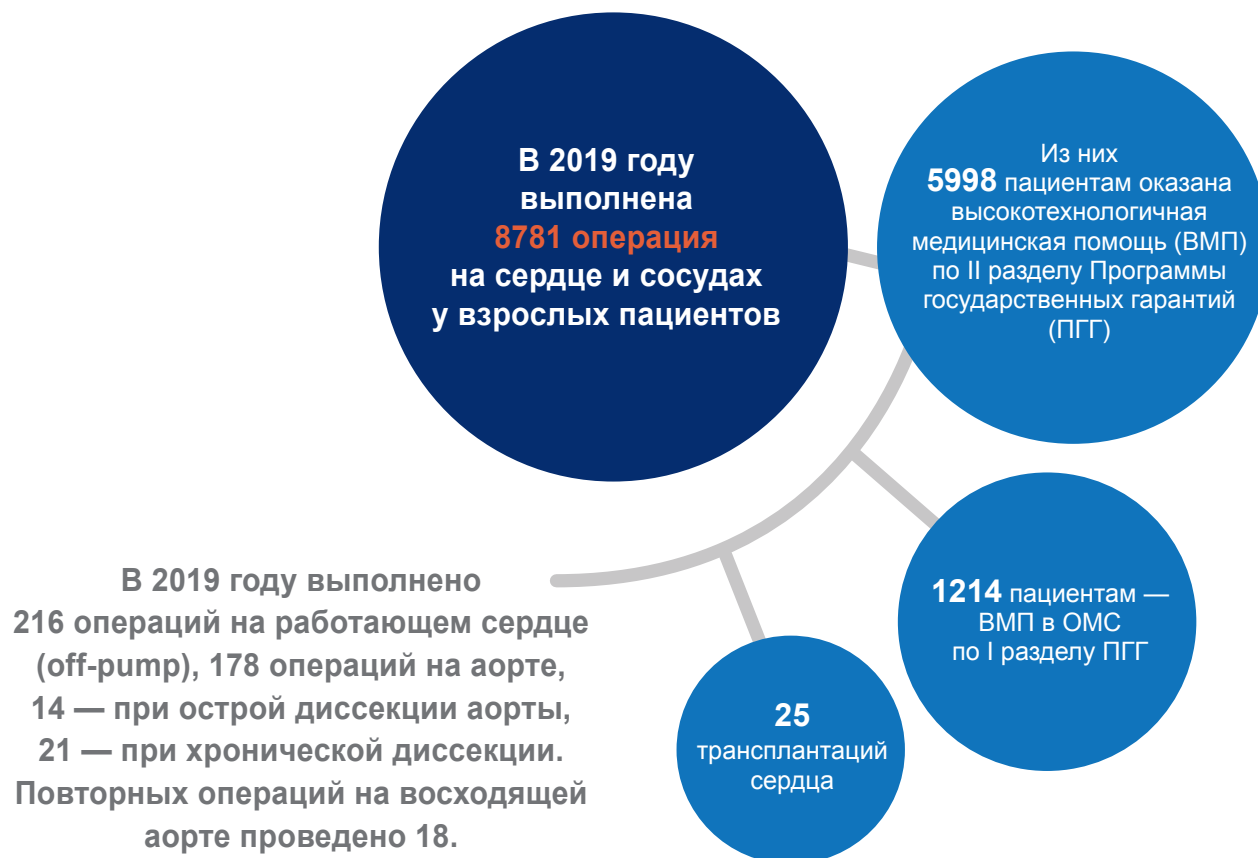 В 2019 году
выполнена
8781 операция
на сердце и сосудах
у взрослых пациентов
Из них
5998 пациентам оказана
высокотехнологичная
медицинская помощь (ВМП)
по II разделу Программы
государственных гарантий
(ПГГ)
1214 пациентам —
ВМП в ОМС
по I разделу ПГГ
25
трансплантаций
сердца
В 2019 году выполнено
216 операций на работающем сердце
(off-pump), 178 операций на аорте,
14 — при острой диссекции аорты,
21 — при хронической диссекции.
Повторных операций на восходящей
аорте проведено 18.